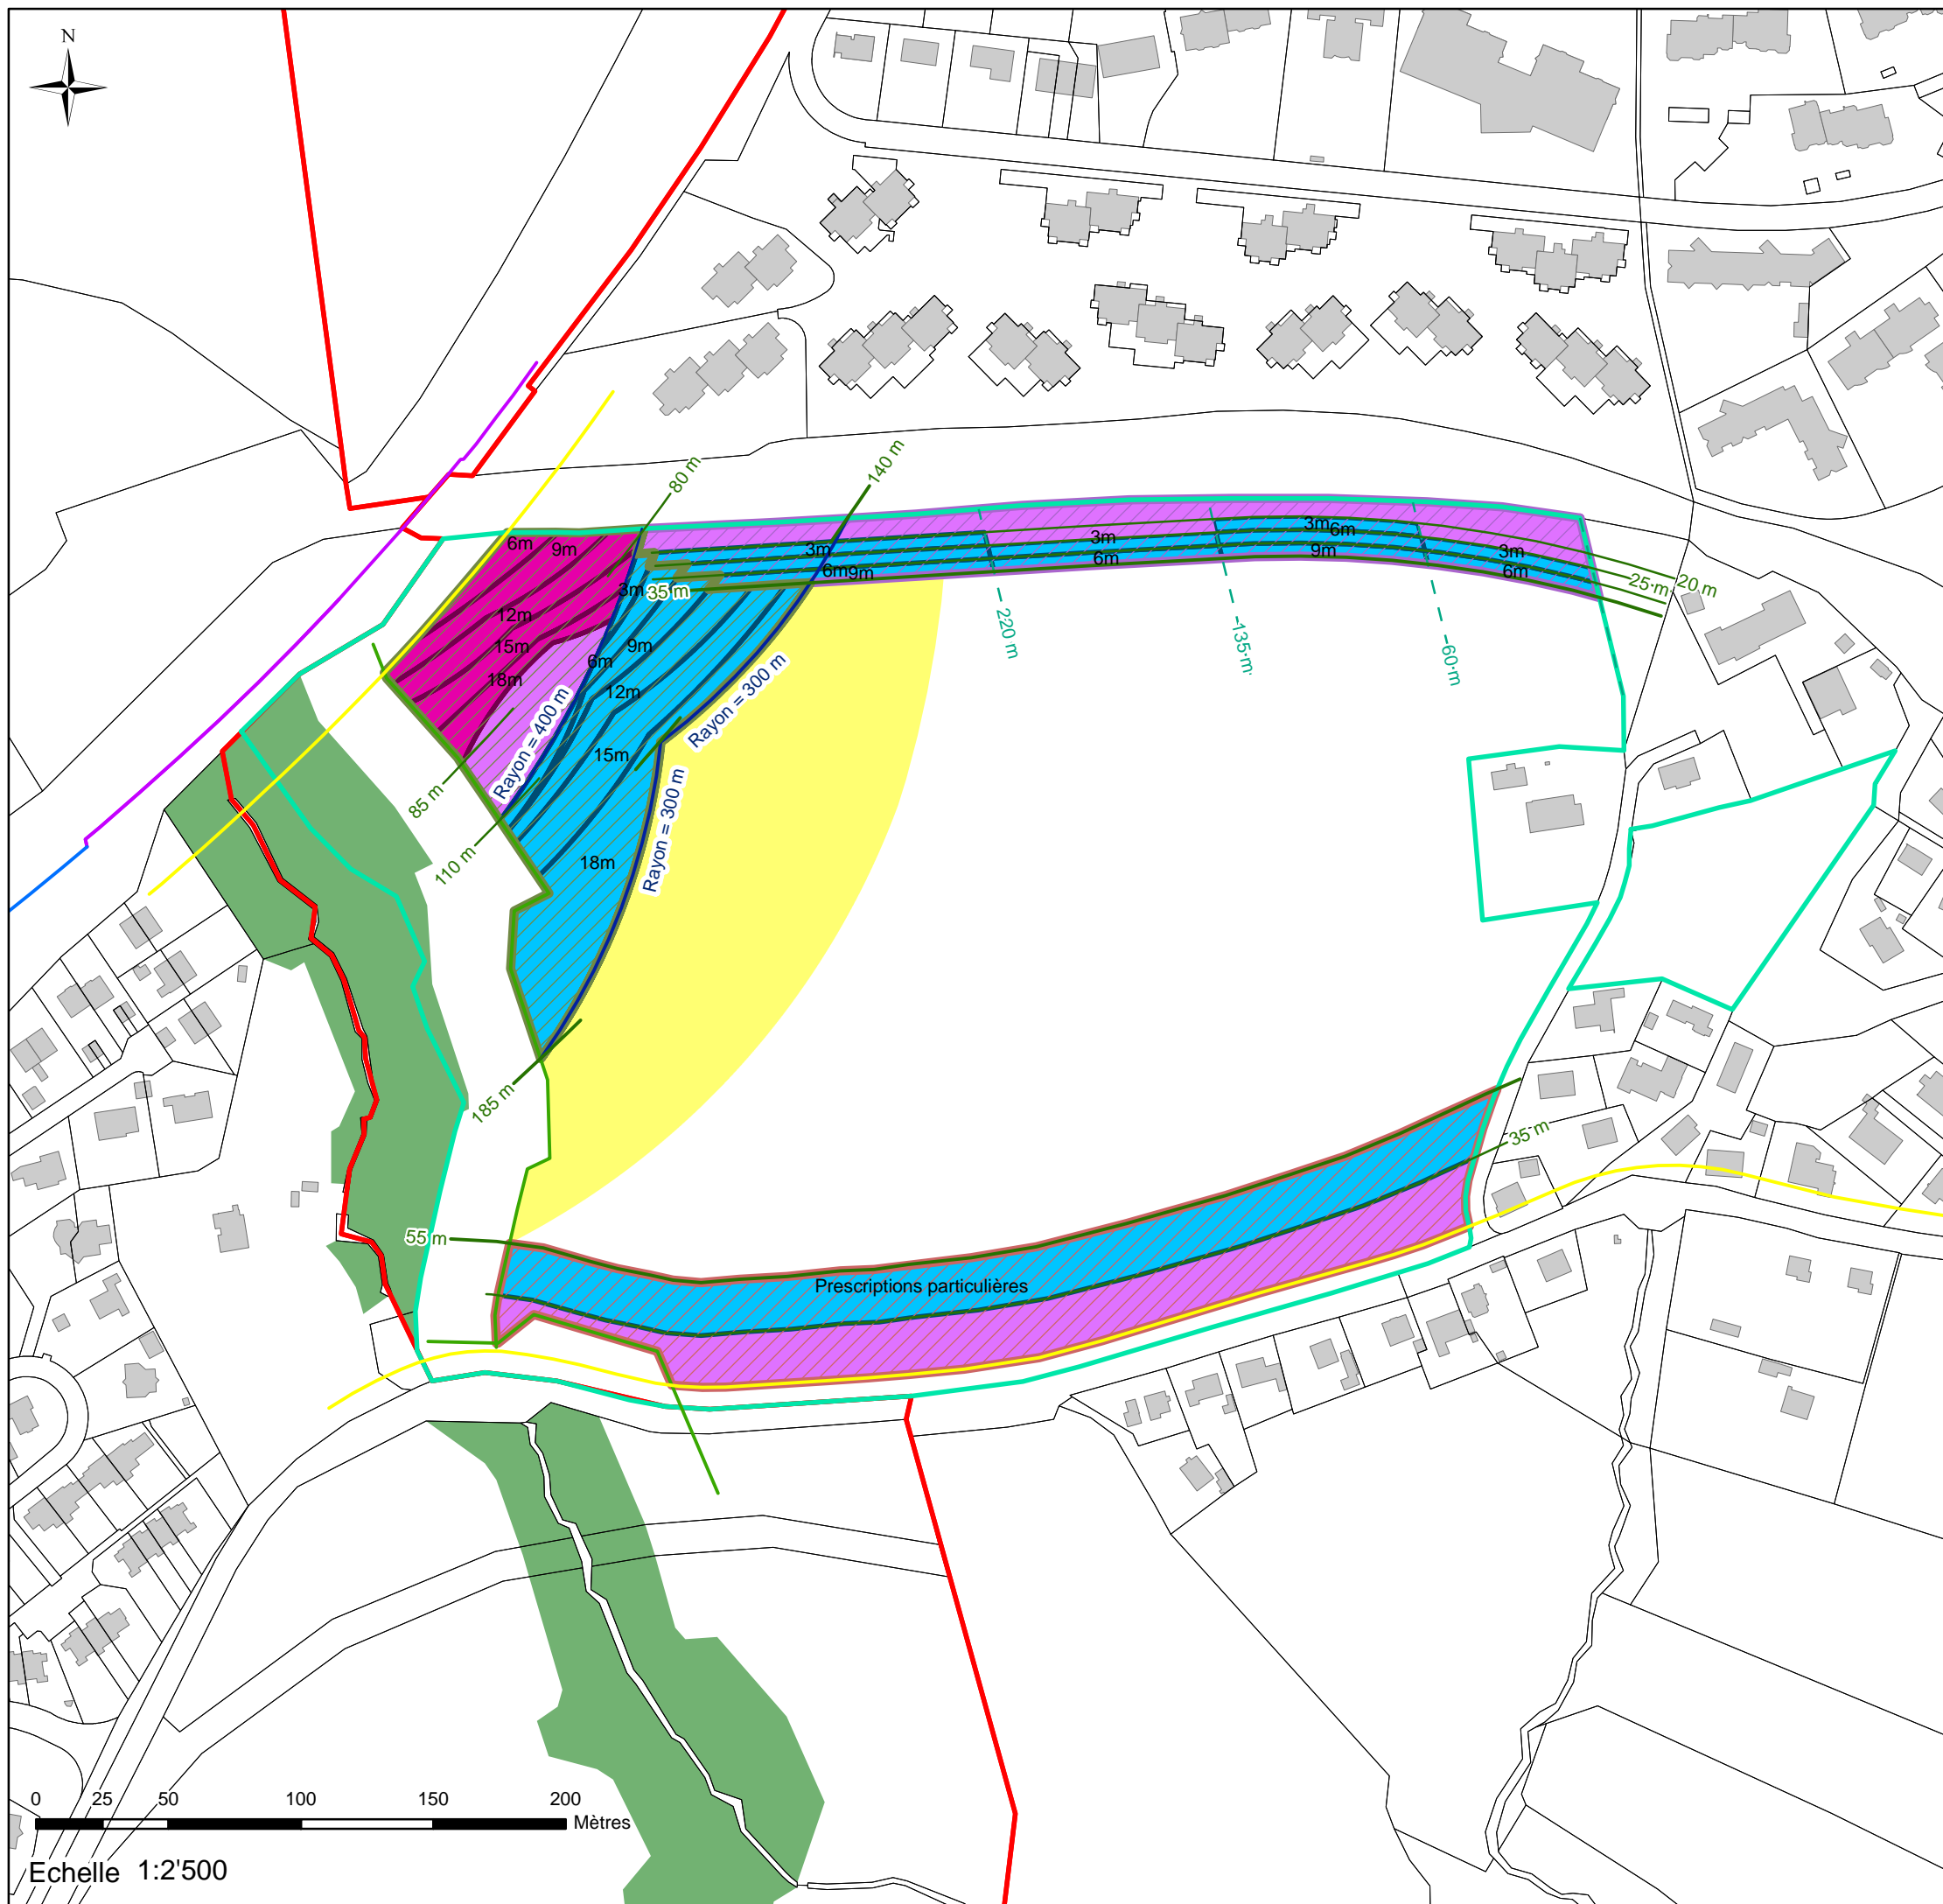 N
80 m
140 m
6m
9m
3m
3m
6m
3m
6m
9m
3m
6m
3m
6m
9m
35 m
25 m
20 m
12m
15m
18m
6m
9m
12m
220 m
135 m
60 m
Rayon = 400 m
Rayon = 300 m
15m
85 m
Rayon = 300 m
110 m
18m
185 m
35 m
55 m
Prescriptions particulières
0 25 50 100 150 200
Mètres
Echelle 1:2'500